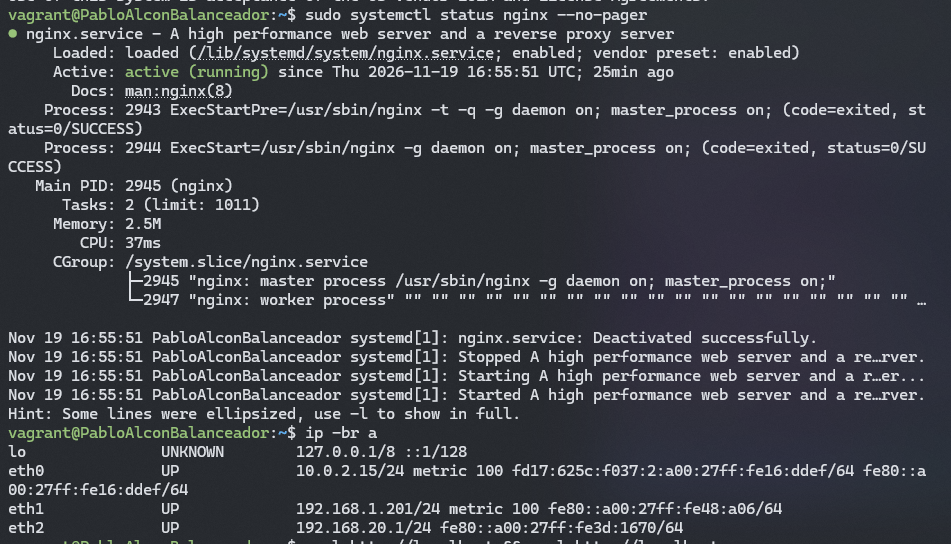 vagrant@PabloAlconBalanceador:~$ sudo systemctl status nginx --no-pager
● nginx.service - A high performance web server and a reverse proxy server
     Loaded: loaded (/lib/systemd/system/nginx.service; enabled; vendor preset: enabled)
     Active: active (running) since Thu 2026-11-19 16:55:51 UTC; 25min ago
       Docs: man:nginx(8)
    Process: 2943 ExecStartPre=/usr/sbin/nginx -t -q -g daemon on; master_process on; (code=exited, st
atus=0/SUCCESS)
    Process: 2944 ExecStart=/usr/sbin/nginx -g daemon on; master_process on; (code=exited, status=0/SU
CCESS)
   Main PID: 2945 (nginx)
      Tasks: 2 (limit: 1011)
     Memory: 2.5M
        CPU: 37ms
     CGroup: /system.slice/nginx.service
             ├─2945 "nginx: master process /usr/sbin/nginx -g daemon on; master_process on;"
             └─2947 "nginx: worker process" "" "" "" "" "" "" "" "" "" "" "" "" "" "" "" "" "" "" "" …
Nov 19 16:55:51 PabloAlconBalanceador systemd[1]: nginx.service: Deactivated successfully.
Nov 19 16:55:51 PabloAlconBalanceador systemd[1]: Stopped A high performance web server and a re…rver.
Nov 19 16:55:51 PabloAlconBalanceador systemd[1]: Starting A high performance web server and a r…er...
Nov 19 16:55:51 PabloAlconBalanceador systemd[1]: Started A high performance web server and a re…rver.
Hint: Some lines were ellipsized, use -l to show in full.
vagrant@PabloAlconBalanceador:~$ ip -br a
lo               UNKNOWN        127.0.0.1/8 ::1/128
eth0             UP             10.0.2.15/24 metric 100 fd17:625c:f037:2:a00:27ff:fe16:ddef/64 fe80::a
00:27ff:fe16:ddef/64
eth1             UP             192.168.1.201/24 metric 100 fe80::a00:27ff:fe48:a06/64
eth2             UP             192.168.20.1/24 fe80::a00:27ff:fe3d:1670/64